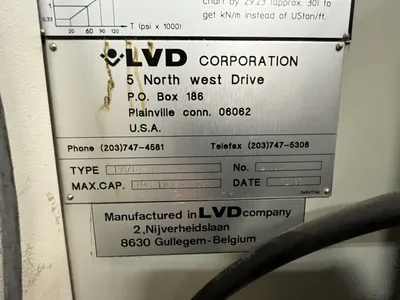 chart by 29.23 (approx. 30) to
get kN/m instead of USton/ft.
1
0.33
20 60 90 120
T (psi x 1000)
LVD CORPORATION
5 North west Drive
P.O. Box 186
Plainville conn. 06062
U.S.A.
Phone (203)747-4581 Telefax (203)747-5308
TYPE No.
MAX.CAP. DATE
Manufactured in LVD company
2,Nijverheidslaan
8630 Gullegem-Belgium